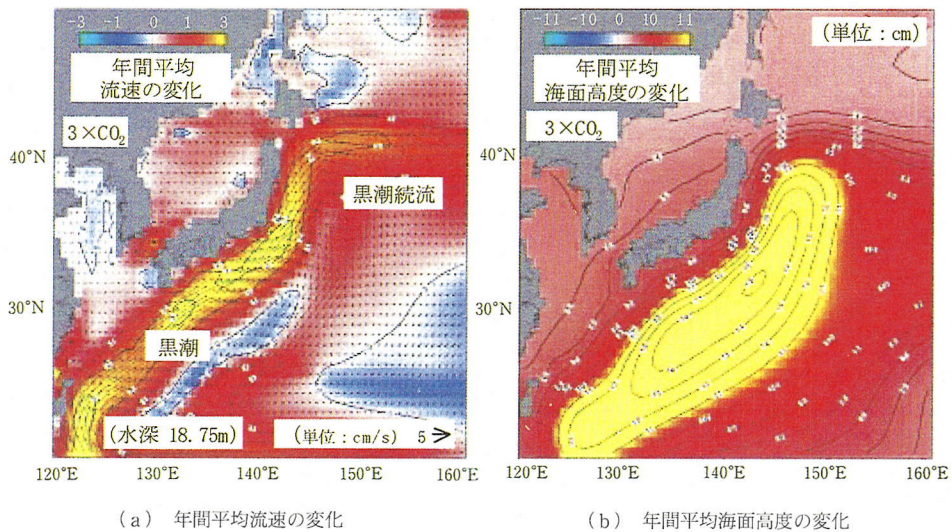 -3 -1 1 3
年間平均
流速の変化
3×CO₂
40°N
30°N
黒潮続流
黒潮
(水深 18.75m)
(単位：cm/s) 5
120°E 130°E 140°E 150°E 160°E
(a) 年間平均流速の変化
-11 -5 5 11
(単位：cm)
年間平均
海面高度の変化
3×CO₂
40°N
30°N
120°E 130°E 140°E 150°E 160°E
(b) 年間平均海面高度の変化